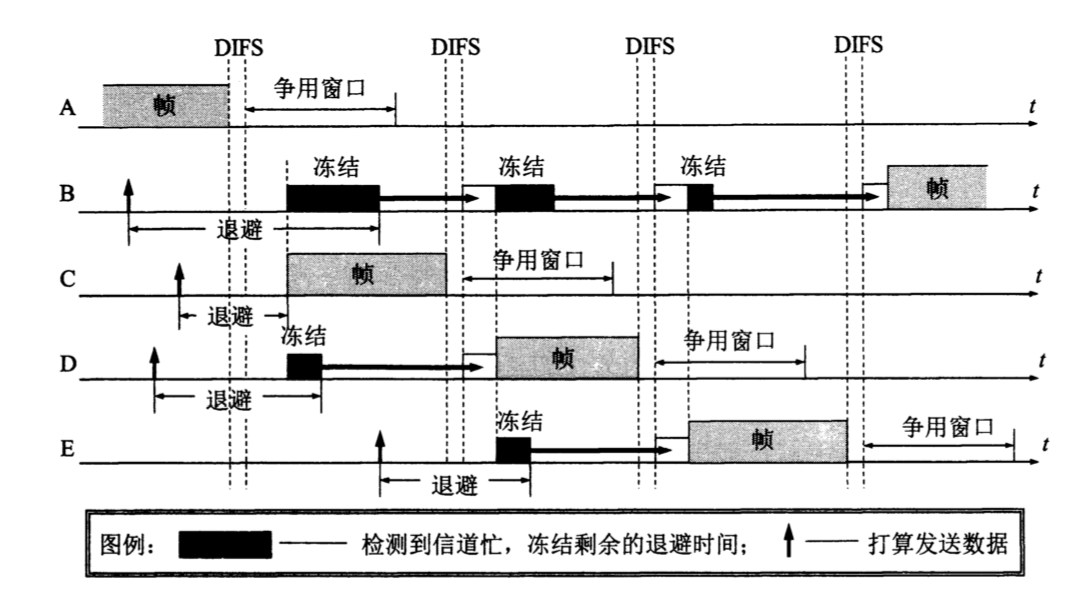 DIFS DIFS DIFS DIFS
争用窗口
A 帧 t
冻结 冻结 冻结
B 帧 t
退避
争用窗口
C 帧 t
退避
冻结 争用窗口
D 帧 t
退避
冻结 争用窗口
E 帧 t
退避
图例： 检测到信道忙，冻结剩余的退避时间； 打算发送数据